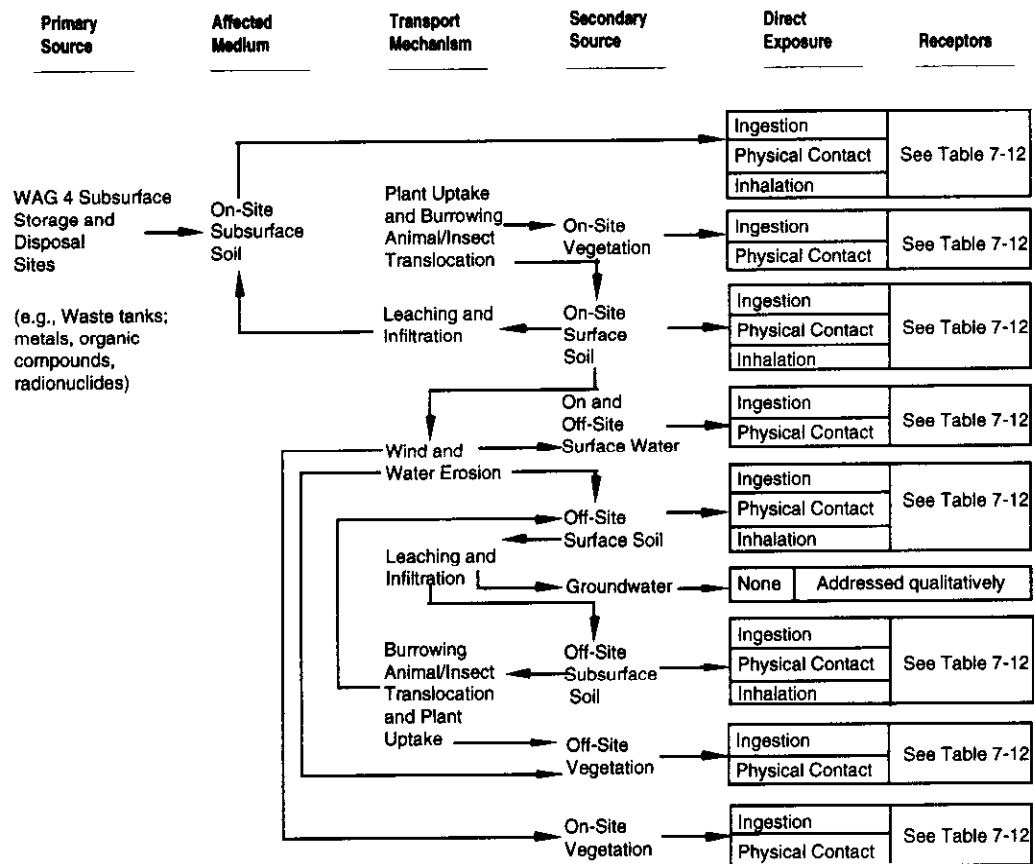 Primary Source
Affected Medium
Transport Mechanism
Secondary Source
Direct Exposure
Receptors
WAG 4 Subsurface
Storage and
Disposal
Sites
(e.g., Waste tanks;
metals, organic
compounds,
radionuclides)
On-Site
Subsurface
Soil
Ingestion
Physical Contact
Inhalation
See Table 7-12
Plant Uptake
and Burrowing
Animal/Insect
Translocation
On-Site
Vegetation
Ingestion
Physical Contact
See Table 7-12
Leaching and
Infiltration
On-Site
Surface
Soil
Ingestion
Physical Contact
Inhalation
See Table 7-12
Wind and
Water Erosion
On and
Off-Site
Surface Water
Ingestion
Physical Contact
See Table 7-12
Off-Site
Surface Soil
Ingestion
Physical Contact
Inhalation
See Table 7-12
Leaching and
Infiltration
Groundwater
None
Addressed qualitatively
Burrowing
Animal/Insect
Translocation
and Plant
Uptake
Off-Site
Subsurface
Soil
Ingestion
Physical Contact
Inhalation
See Table 7-12
Off-Site
Vegetation
Ingestion
Physical Contact
See Table 7-12
On-Site
Vegetation
Ingestion
Physical Contact
See Table 7-12